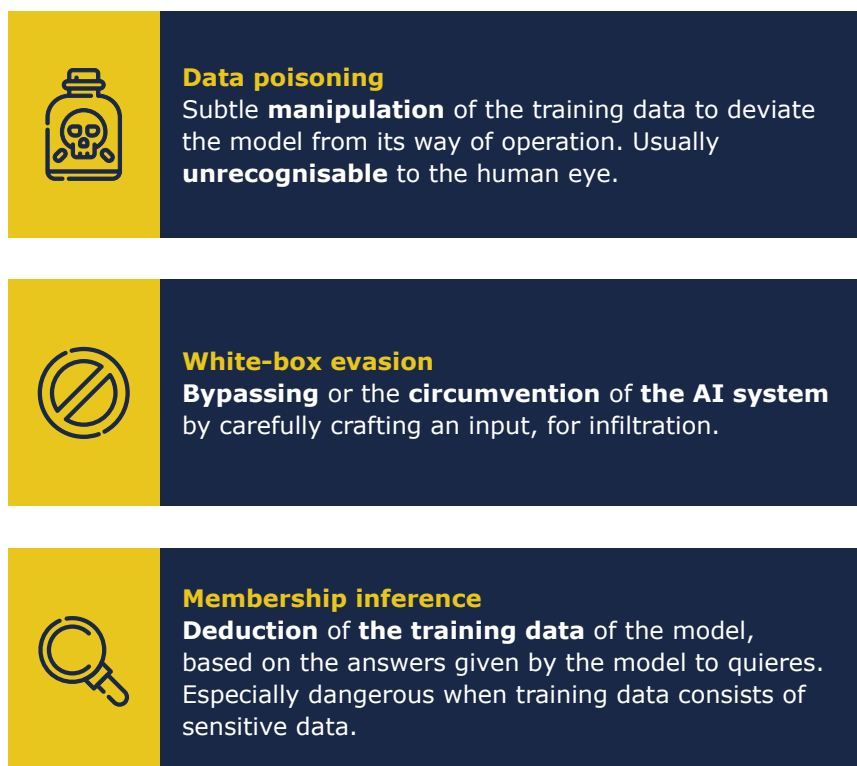 Data poisoning
Subtle manipulation of the training data to deviate
the model from its way of operation. Usually
unrecognisable to the human eye.
White-box evasion
Bypassing or the circumvention of the AI system
by carefully crafting an input, for infiltration.
Membership inference
Deduction of the training data of the model,
based on the answers given by the model to quieres.
Especially dangerous when training data consists of
sensitive data.